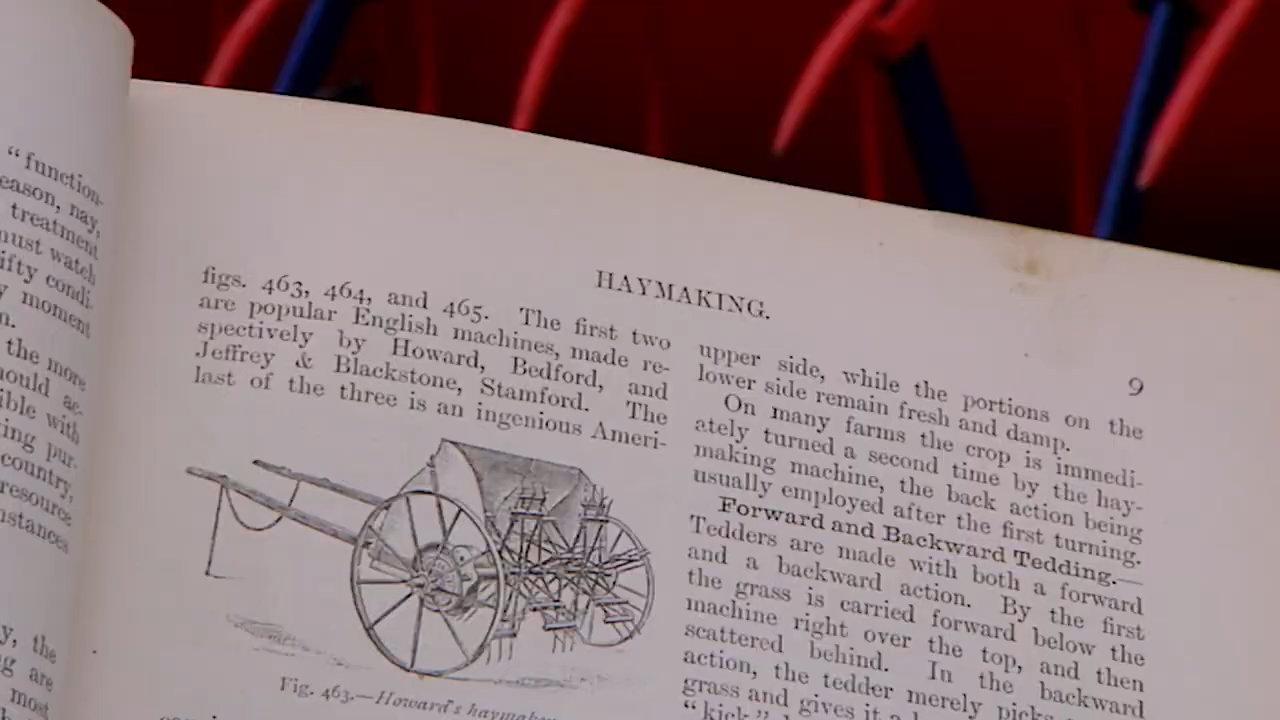 “function-
eason, nay,
treatment
must watch
ifty condi-
y moment
n.
the more
hould ac-
ible with
ing pur-
country,
resource
nstances
y, the
g are
most
HAYMAKING.
9
figs. 463, 464, and 465. The first two
are popular English machines, made re-
spectively by Howard, Bedford, and
Jeffrey & Blackstone, Stamford. The
last of the three is an ingenious Ameri-
Fig. 463.—Howard's haymaker
upper side, while the portions on the
lower side remain fresh and damp.
On many farms the crop is immedi-
ately turned a second time by the hay-
making machine, the back action being
usually employed after the first turning.
Forward and Backward Tedding.—
Tedders are made with both a forward
and a backward action. By the first
the grass is carried forward below the
machine right over the top, and then
scattered behind. In the backward
action, the tedder merely picks
grass and gives it a
“kick”